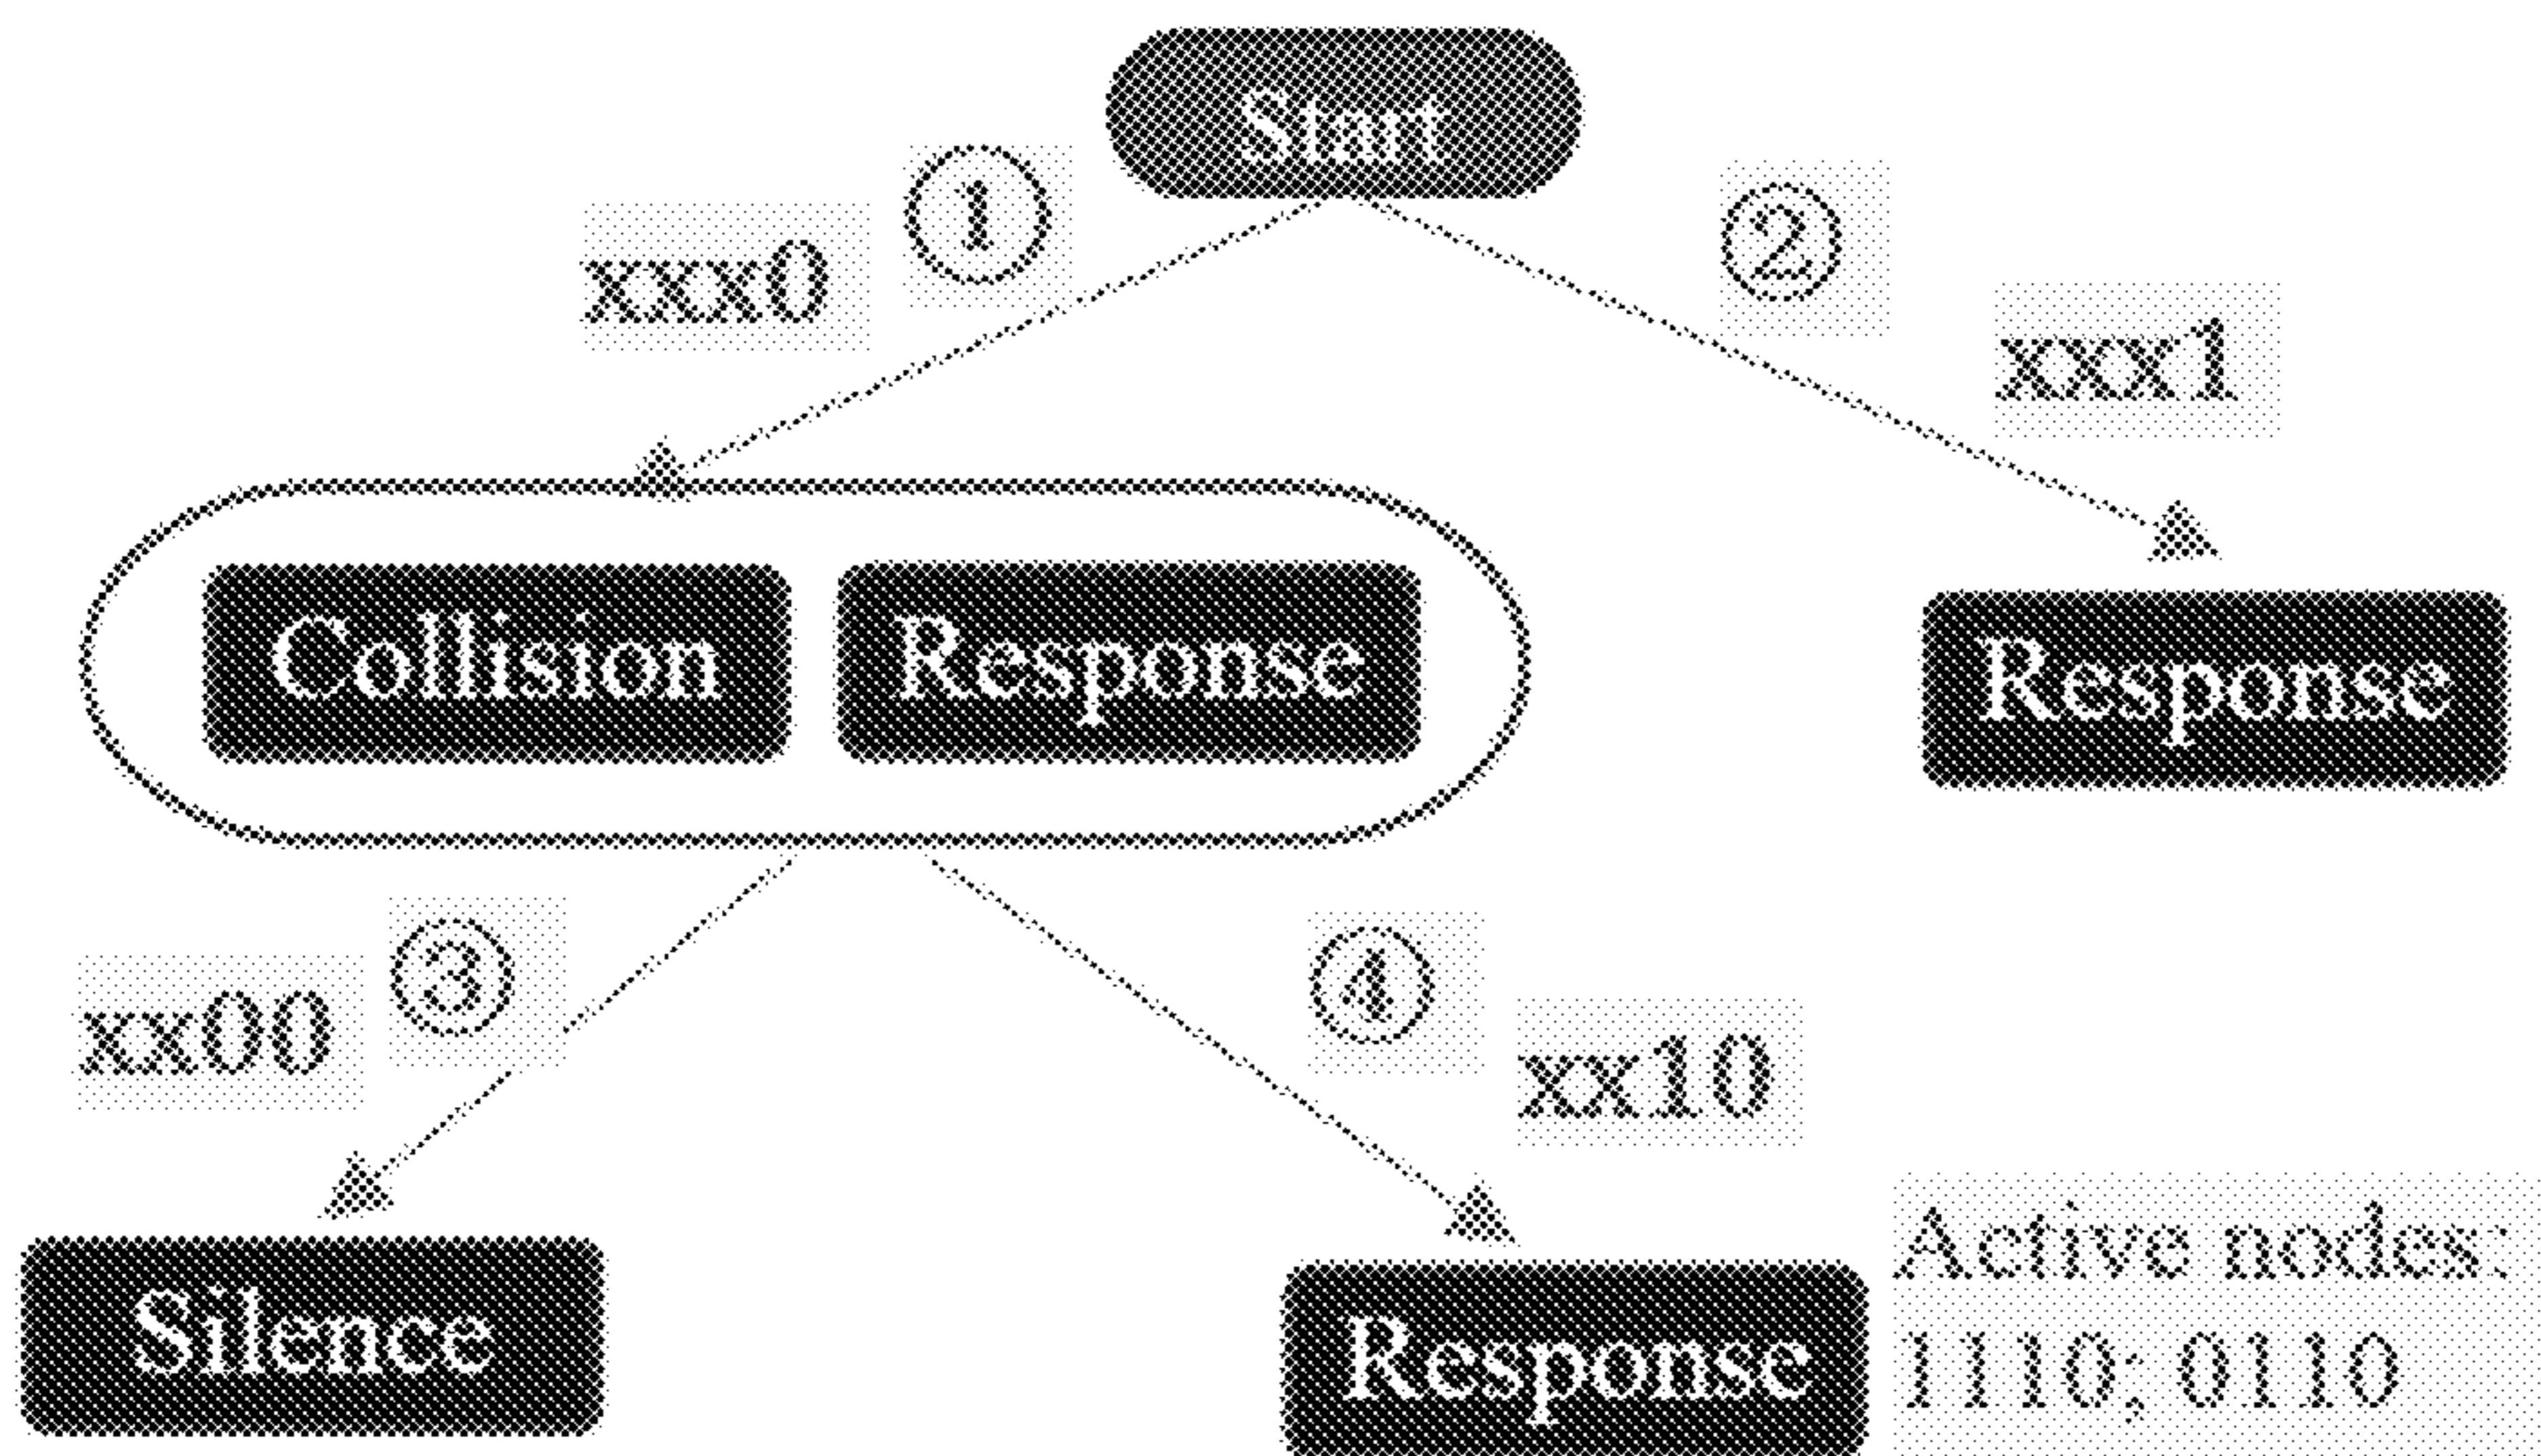 Start
① 
xxx0
②
xxx1
Collision
Response
Response
③
xx00
④
xx10
Silence
Response
Active nodes:
1110; 0110